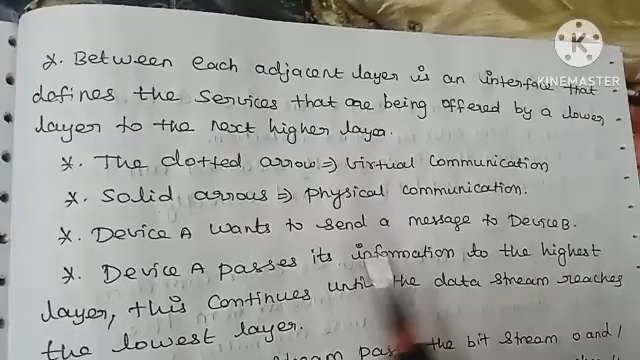 *. Between each adjacent layer is an interface that
defines the services that are being offered by a lower
layer to the next higher layer.
*. The dotted arrow ⇒ virtual communication
*. Solid arrows ⇒ physical communication.
*. Device A wants to send a message to Device B.
*. Device A passes its information to the highest
layer, this continues until the data stream reaches
the lowest layer.
stream pass the bit stream 0 and 1
KINEMASTER